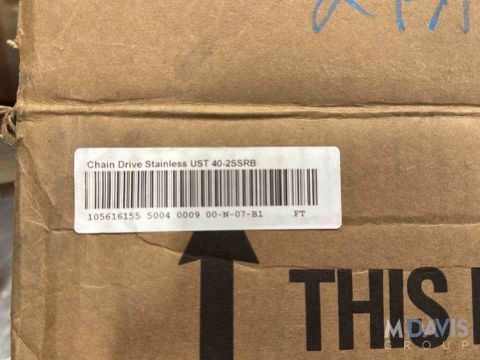 Chain Drive Stainless UST 40-2SSRB
105616155 5004 0009 00-N-07-B1 FT
THIS
MDAVIS
GROUP